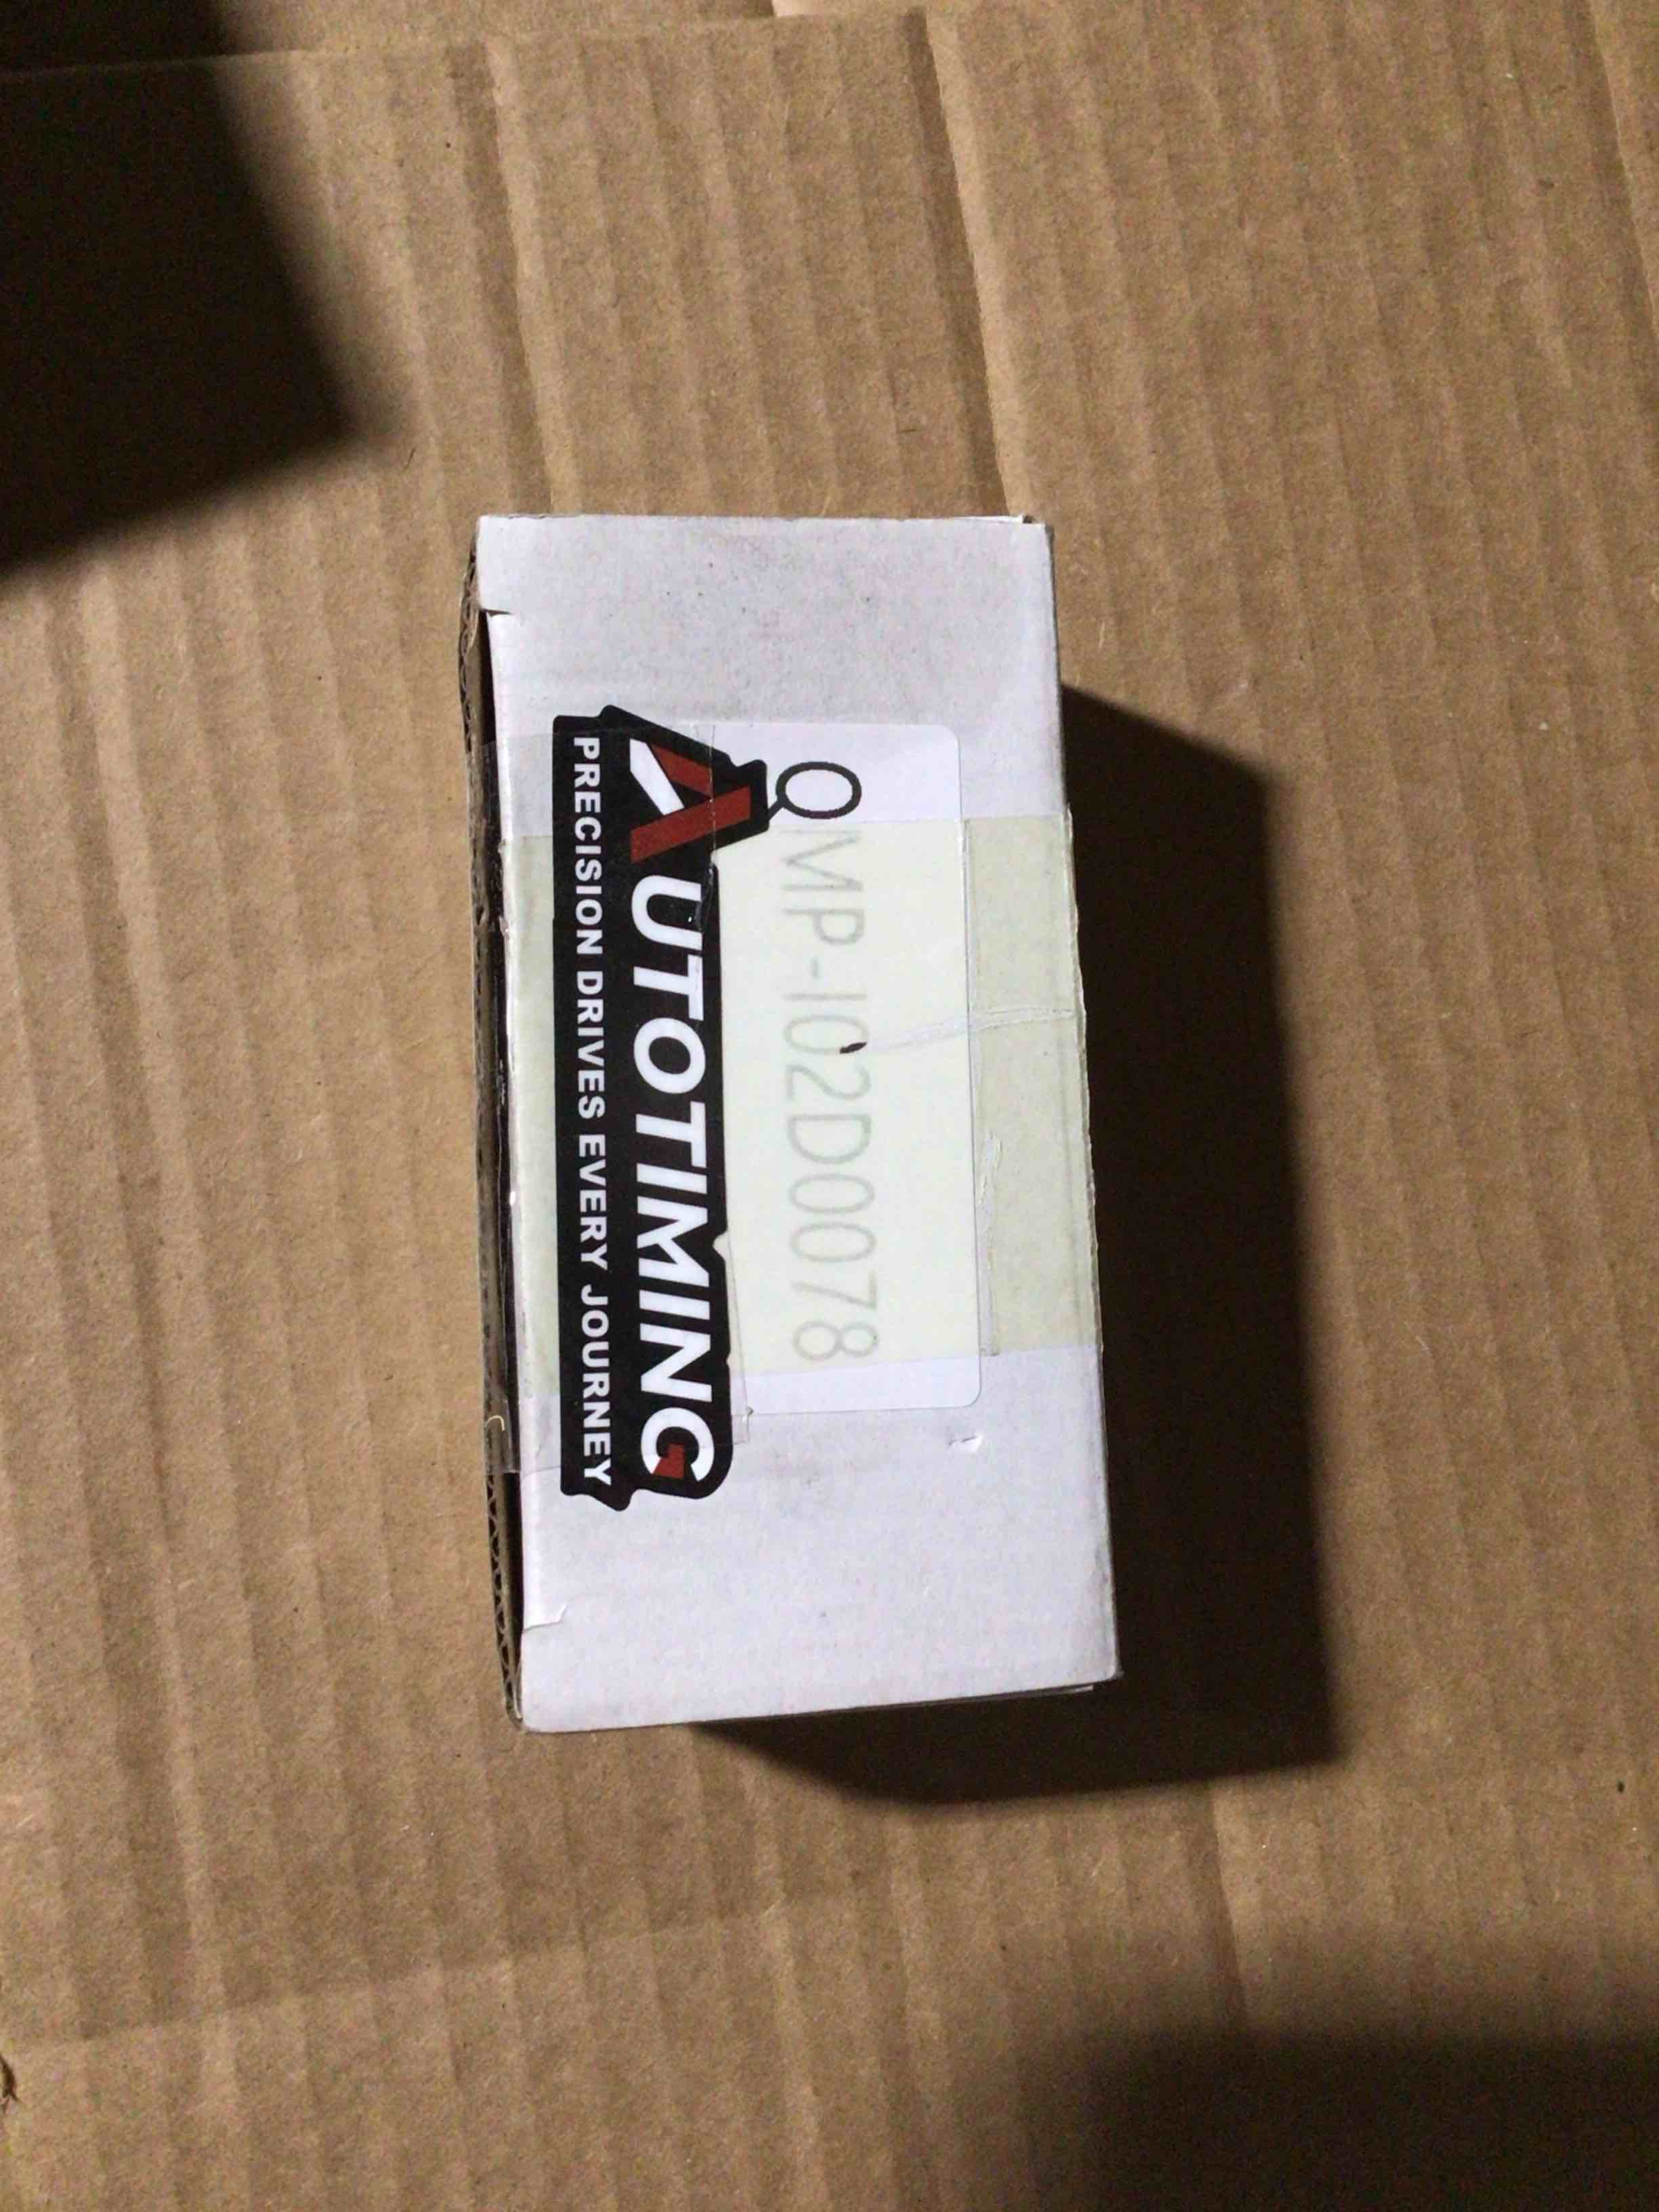 QMP-I02D0078
AUTOTIMING
PRECISION DRIVES EVERY JOURNEY